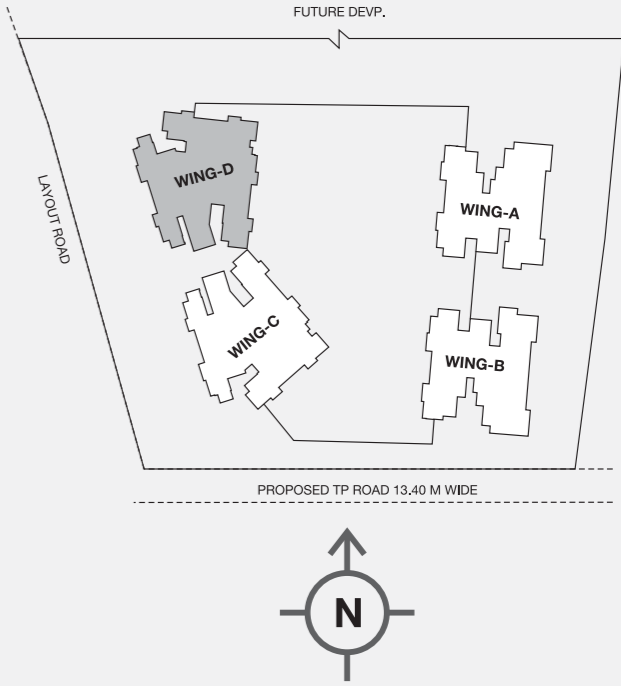 FUTURE DEVP.
LAYOUT ROAD
WING-D
WING-A
WING-C
WING-B
PROPOSED TP ROAD 13.40 M WIDE
N